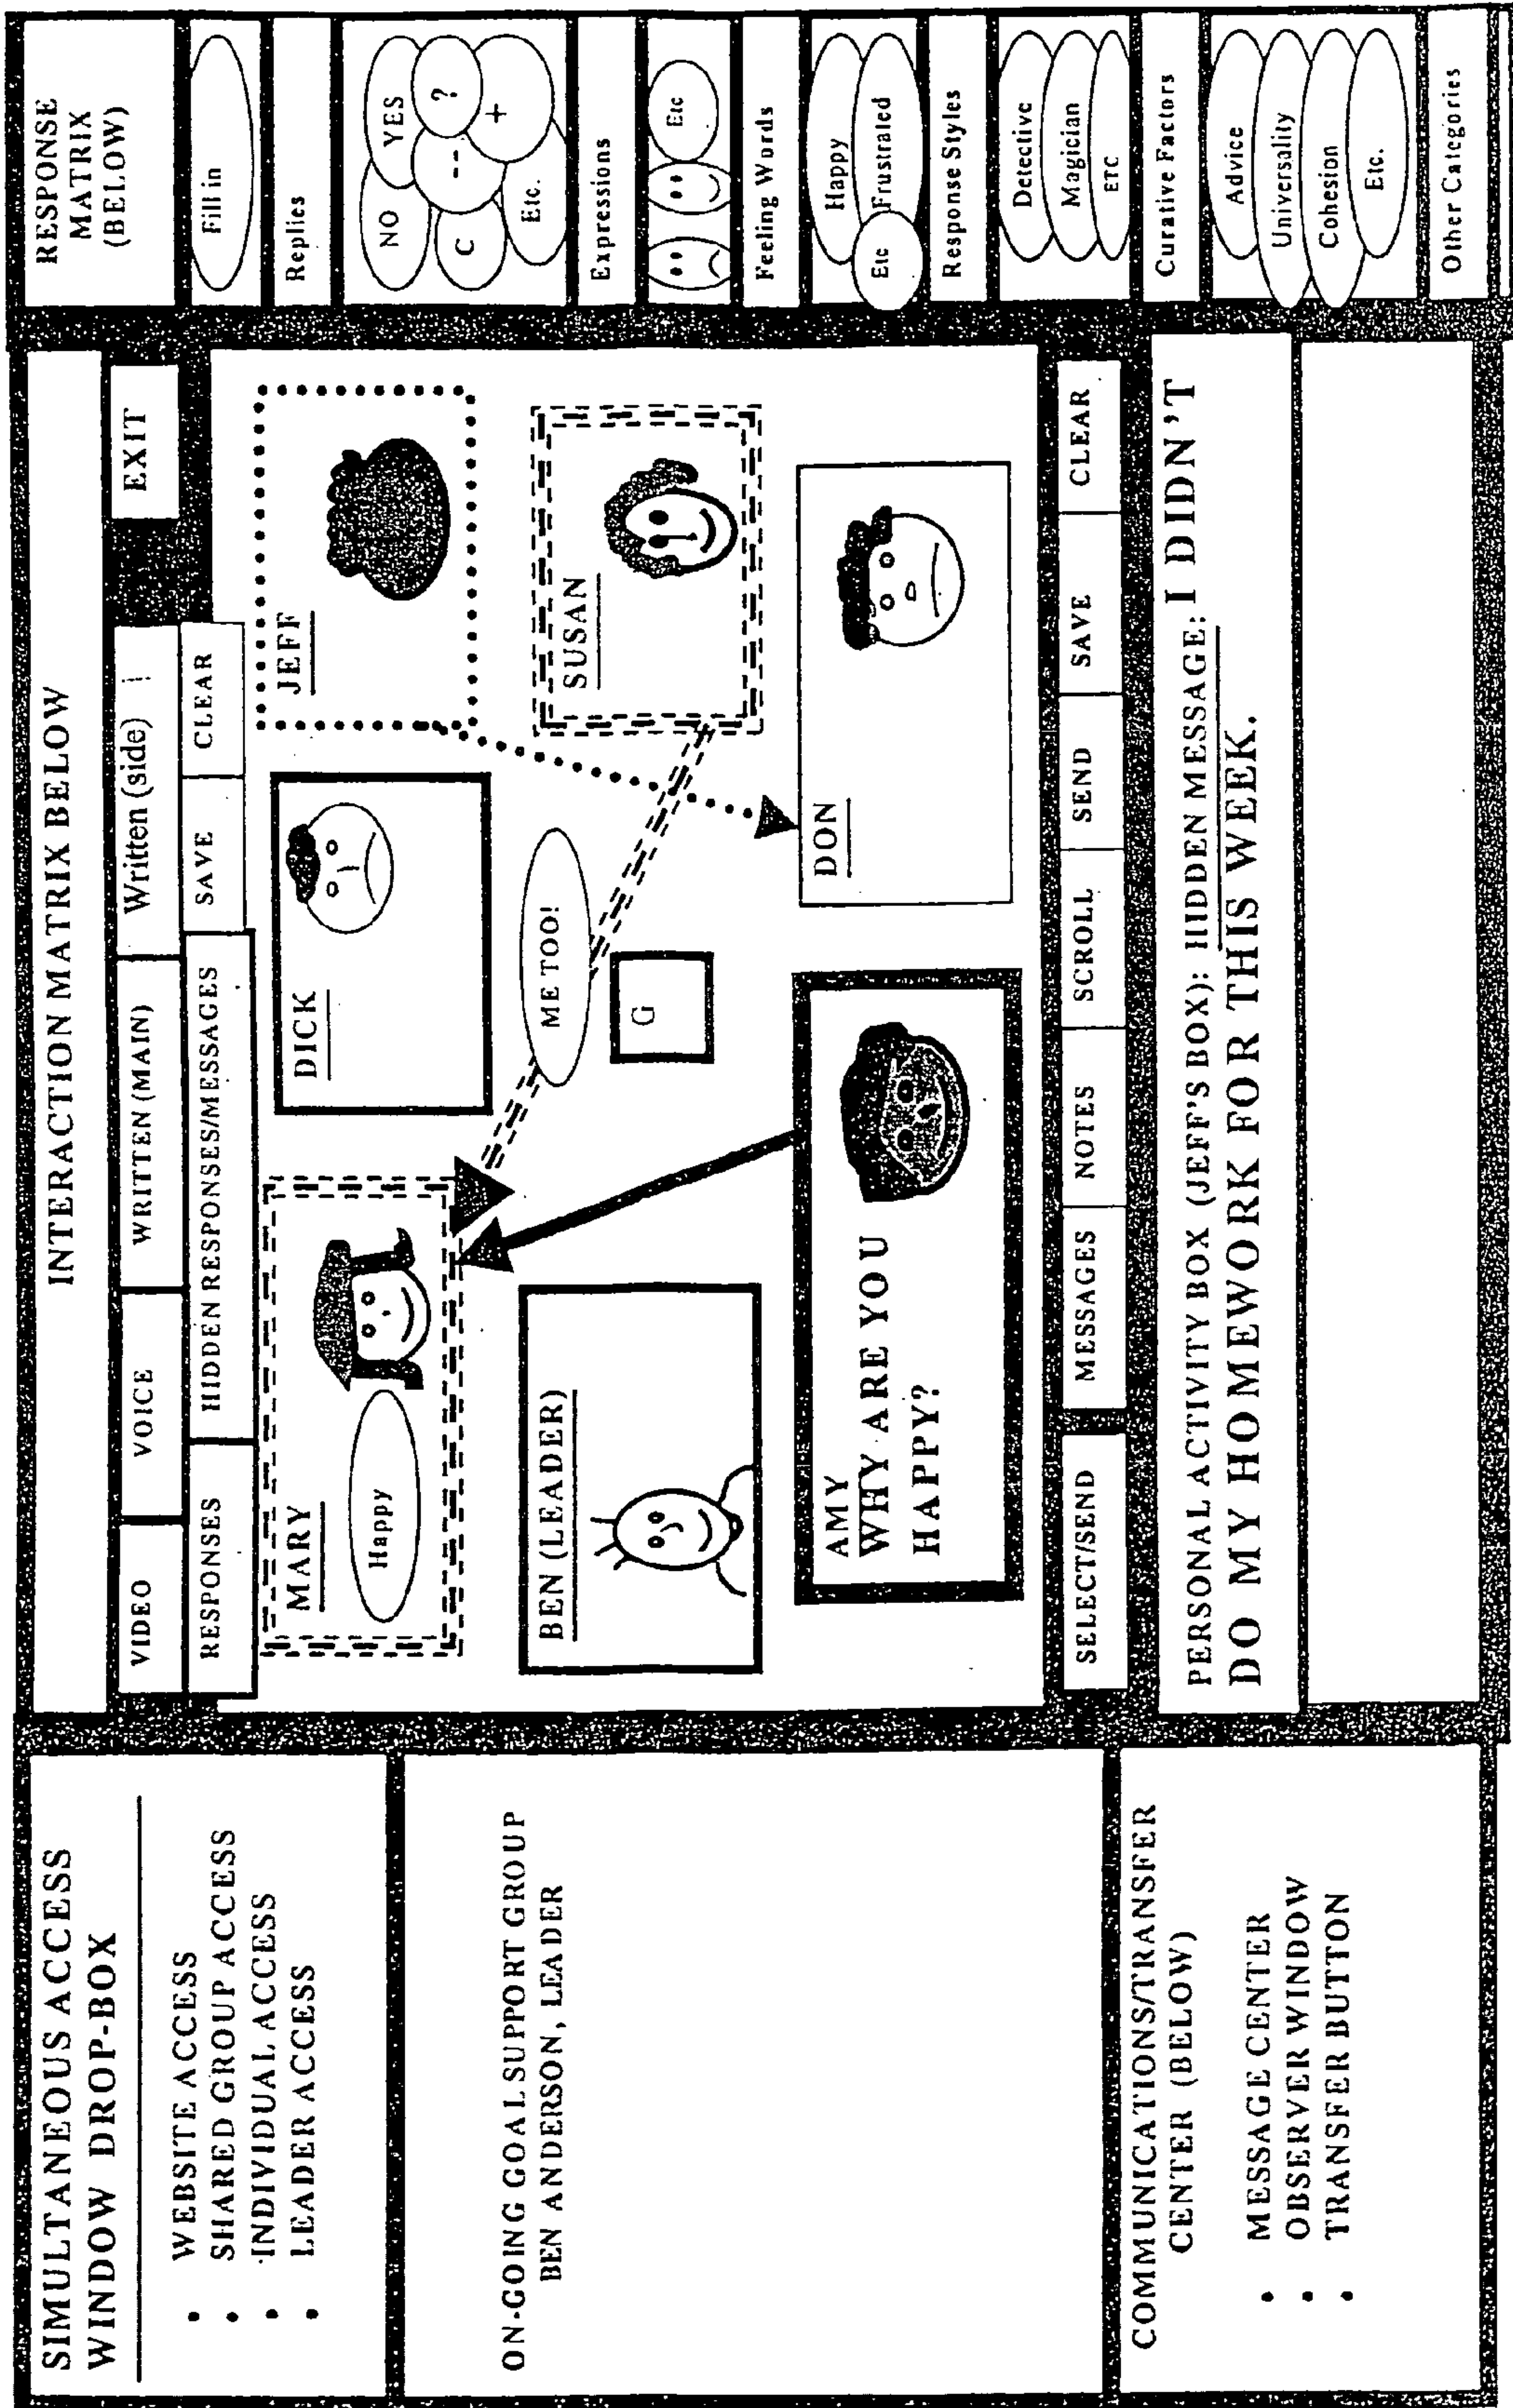 SIMULTANEOUS ACCESS
WINDOW DROP-BOX
• WEBSITE ACCESS
• SHARED GROUP ACCESS
• INDIVIDUAL ACCESS
• LEADER ACCESS
ON-GOING GOAL SUPPORT GROUP
BEN ANDERSON, LEADER
COMMUNICATIONS/TRANSFER
CENTER (BELOW)
• MESSAGE CENTER
• OBSERVER WINDOW
• TRANSFER BUTTON
INTERACTION MATRIX BELOW
VIDEO VOICE WRITTEN (MAIN) Written (side) EXIT
RESPONSES HIDDEN RESPONSES/MESSAGES SAVE CLEAR
MARY
Happy
DICK
JEFF
BEN (LEADER)
ME TOO!
G
SUSAN
AMY
WHY ARE YOU
HAPPY?
DON
SELECT/SEND MESSAGES NOTES SCROLL SEND SAVE CLEAR
PERSONAL ACTIVITY BOX (JEFF'S BOX): HIDDEN MESSAGE: I DIDN'T
DO MY HOMEWORK FOR THIS WEEK.
RESPONSE
MATRIX
(BELOW)
Fill in
Replies
NO YES
C -- ?
Etc. +
Expressions
Etc
Feeling Words
Happy
Etc Frustrated
Response Styles
Detective
Magician
ETC
Curative Factors
Advice
Universality
Cohesion
Etc.
Other Categories